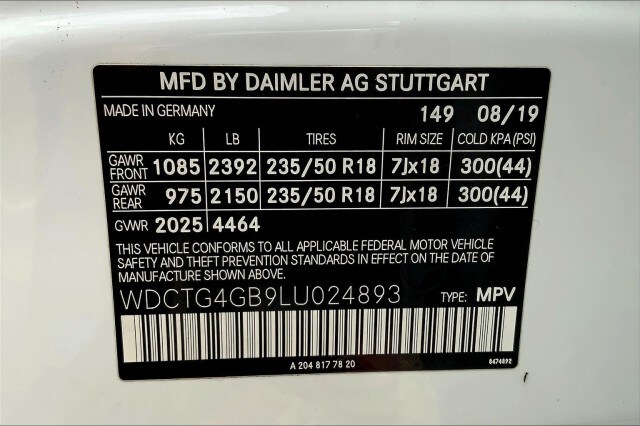 MFD BY DAIMLER AG STUTTGART
MADE IN GERMANY 149 08/19
KG LB TIRES RIM SIZE COLD KPA(PSI)
GAWR FRONT 1085 2392 235/50 R18 7Jx18 300(44)
GAWR REAR 975 2150 235/50 R18 7Jx18 300(44)
GWR 2025 4464
THIS VEHICLE CONFORMS TO ALL APPLICABLE FEDERAL MOTOR VEHICLE
SAFETY AND THEFT PREVENTION STANDARDS IN EFFECT ON THE DATE OF
MANUFACTURE SHOWN ABOVE.
WDCTG4GB9LU024893 TYPE: MPV
A 204 817 78 20 8474892